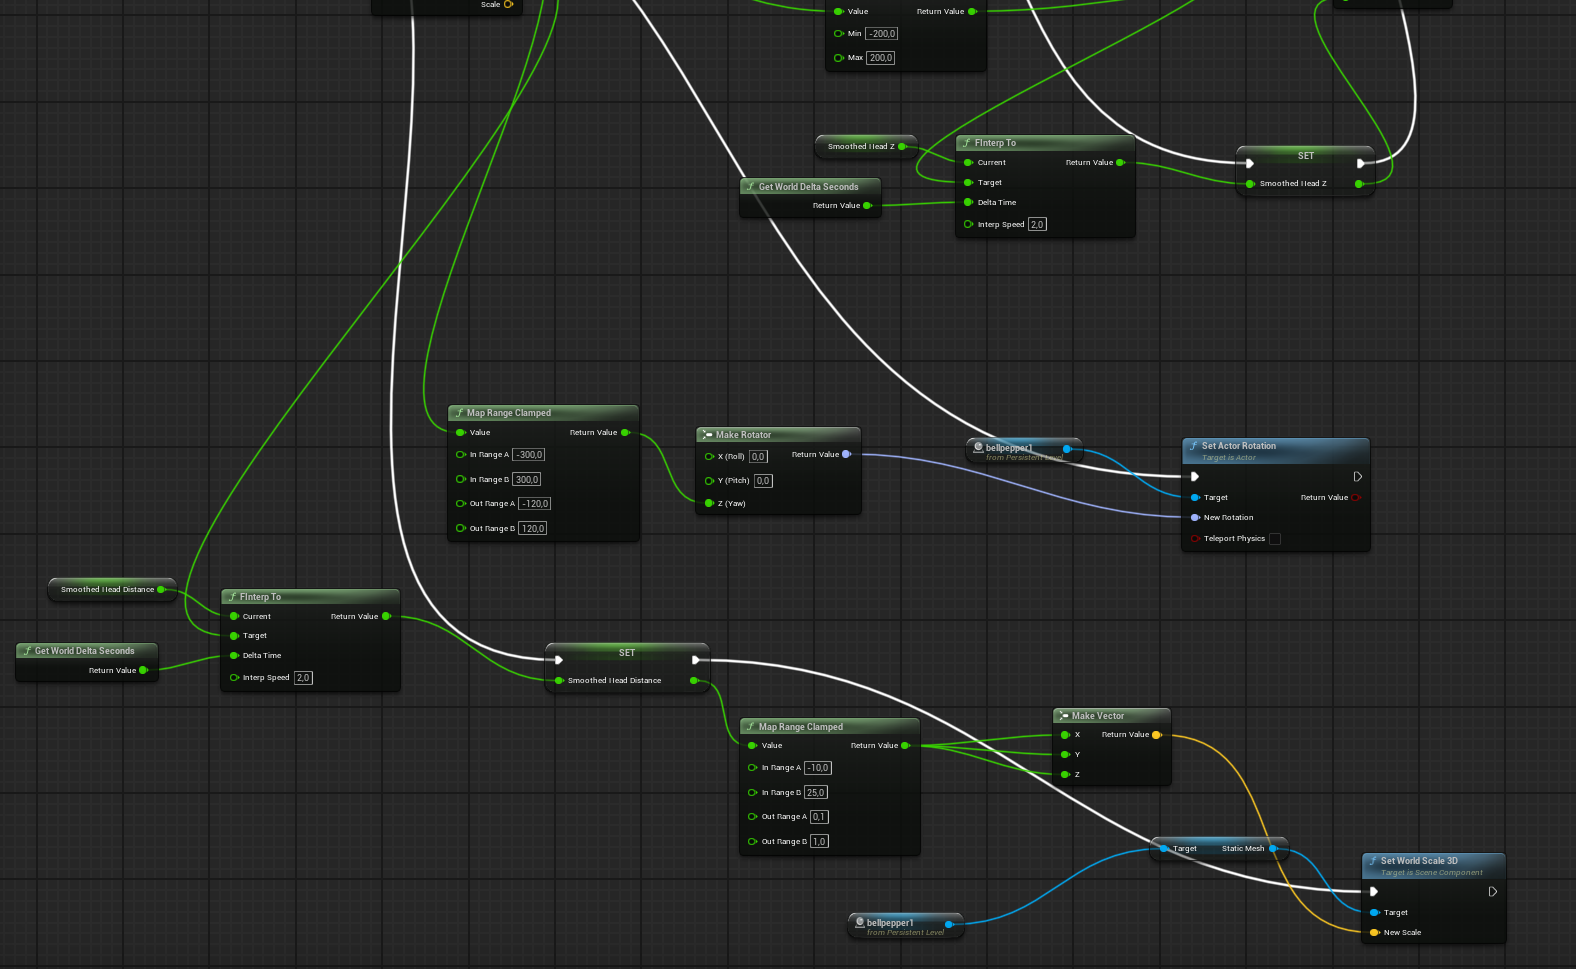 Scale
Value Return Value
Min -200,0
Max 200,0
Smoothed Head Z
FInterp To
Current Return Value
Target
Delta Time
Interp Speed 2,0
Get World Delta Seconds
Return Value
SET
Smoothed Head Z
Map Range Clamped
Value Return Value
In Range A -300,0
In Range B 300,0
Out Range A -120,0
Out Range B 120,0
Make Rotator
X (Roll) 0,0 Return Value
Y (Pitch) 0,0
Z (Yaw)
bellpepper1
from Persistent Level
Set Actor Rotation
Target is Actor
Target Return Value
New Rotation
Teleport Physics
Smoothed Head Distance
FInterp To
Current Return Value
Target
Delta Time
Interp Speed 2,0
Get World Delta Seconds
Return Value
SET
Smoothed Head Distance
Map Range Clamped
Value Return Value
In Range A -10,0
In Range B 25,0
Out Range A 0,1
Out Range B 1,0
Make Vector
X Return Value
Y
Z
Target Static Mesh
bellpepper1
from Persistent Level
Set World Scale 3D
Target is Scene Component
Target
New Scale